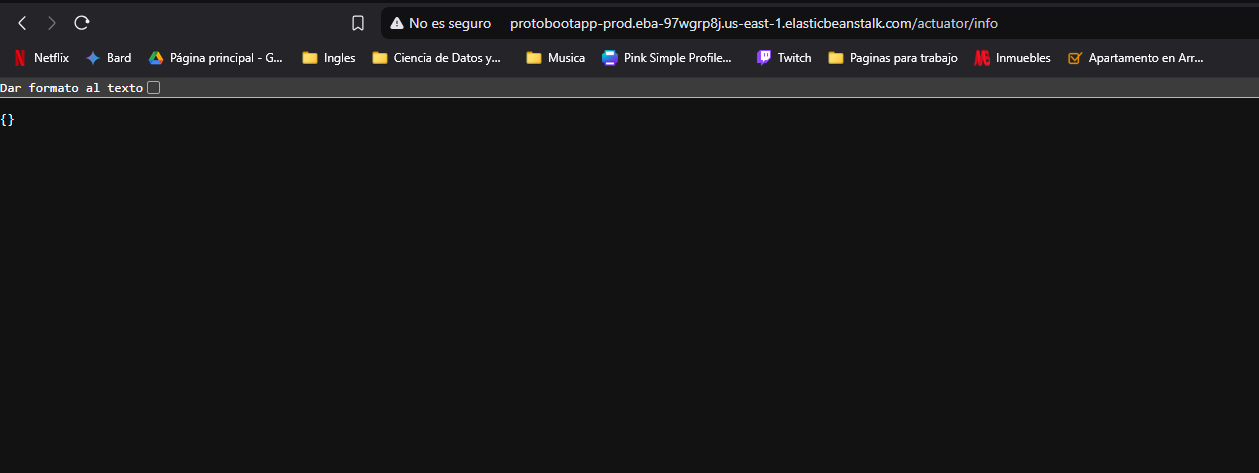 No es seguro protobootapp-prod.eba-97wgrp8j.us-east-1.elasticbeanstalk.com/actuator/info
Netflix Bard Página principal - G... Ingles Ciencia de Datos y... Musica Pink Simple Profile... Twitch Paginas para trabajo Inmuebles Apartamento en Arr...
Dar formato al texto
{}